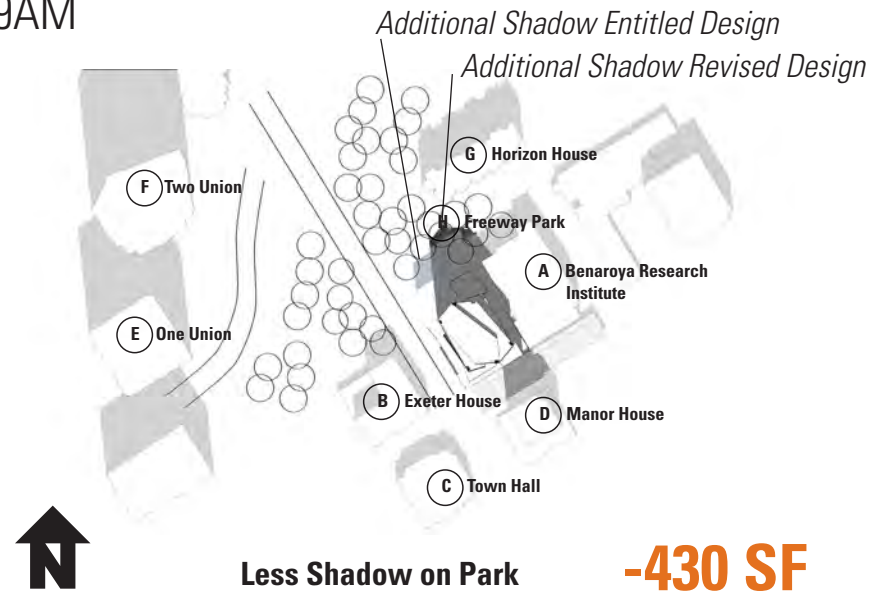 9AM
Additional Shadow Entitled Design
Additional Shadow Revised Design
G Horizon House
F Two Union
H Freeway Park
A Benaroya Research
Institute
E One Union
B Exeter House
D Manor House
C Town Hall
N
Less Shadow on Park
-430 SF